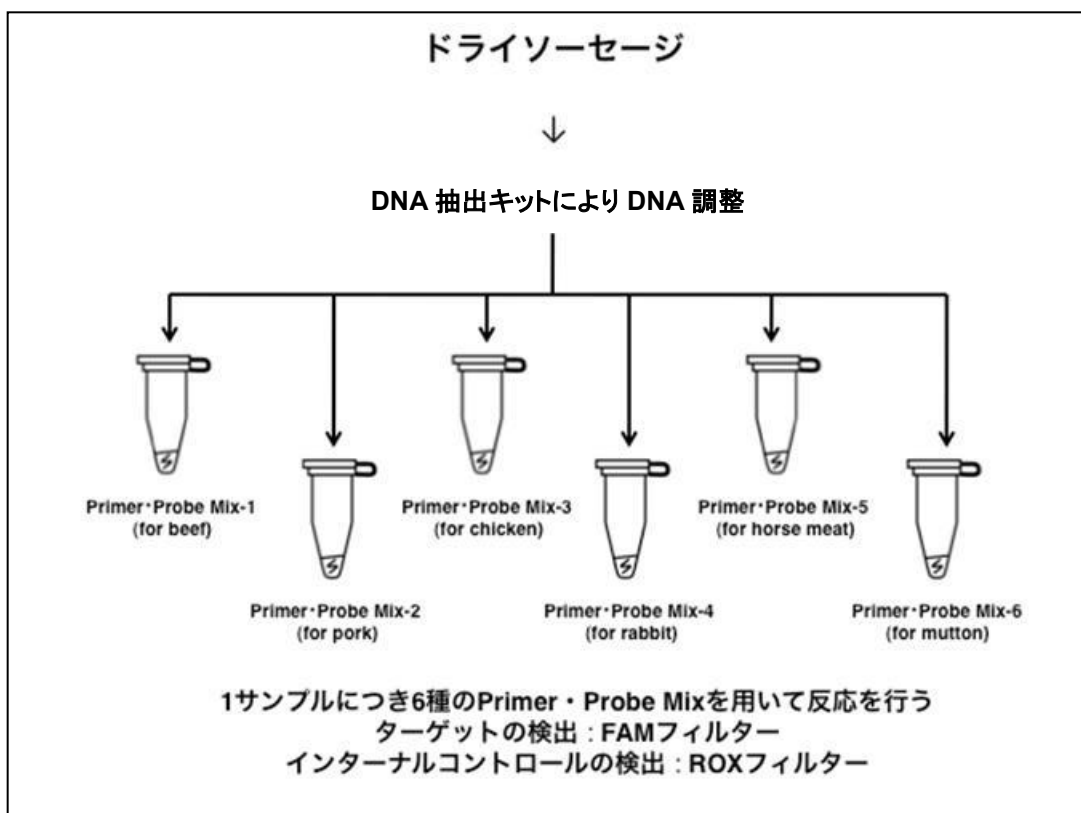 ドライソーセージ
DNA 抽出キットにより DNA 調整
Primer・Probe Mix-1
(for beef)
Primer・Probe Mix-3
(for chicken)
Primer・Probe Mix-5
(for horse meat)
Primer・Probe Mix-2
(for pork)
Primer・Probe Mix-4
(for rabbit)
Primer・Probe Mix-6
(for mutton)
1サンプルにつき6種のPrimer・Probe Mixを用いて反応を行う
ターゲットの検出：FAMフィルター
インターナルコントロールの検出：ROXフィルター